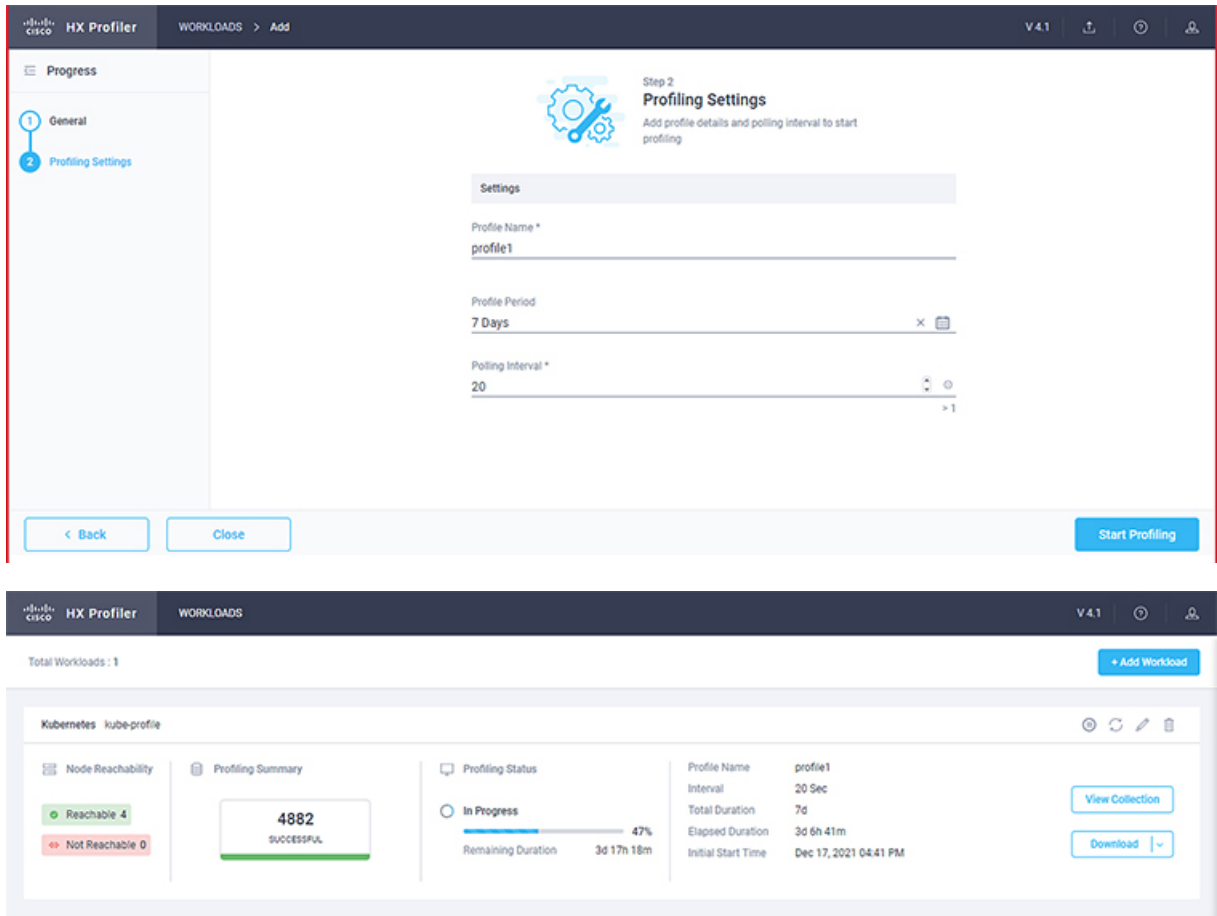 cisco HX Profiler WORKLOADS > Add V 4.1
Progress
1 General
2 Profiling Settings
Step 2
Profiling Settings
Add profile details and polling interval to start
profiling
Settings
Profile Name *
profile1
Profile Period
7 Days
Polling Interval *
20
> 1
< Back Close Start Profiling
cisco HX Profiler WORKLOADS V 4.1
Total Workloads : 1 + Add Workload
Kubernetes kube-profile
Node Reachability
Reachable 4
Not Reachable 0
Profiling Summary
4882
SUCCESSFUL
Profiling Status
In Progress
47%
Remaining Duration 3d 17h 18m
Profile Name profile1
Interval 20 Sec
Total Duration 7d
Elapsed Duration 3d 6h 41m
Initial Start Time Dec 17, 2021 04:41 PM
View Collection
Download